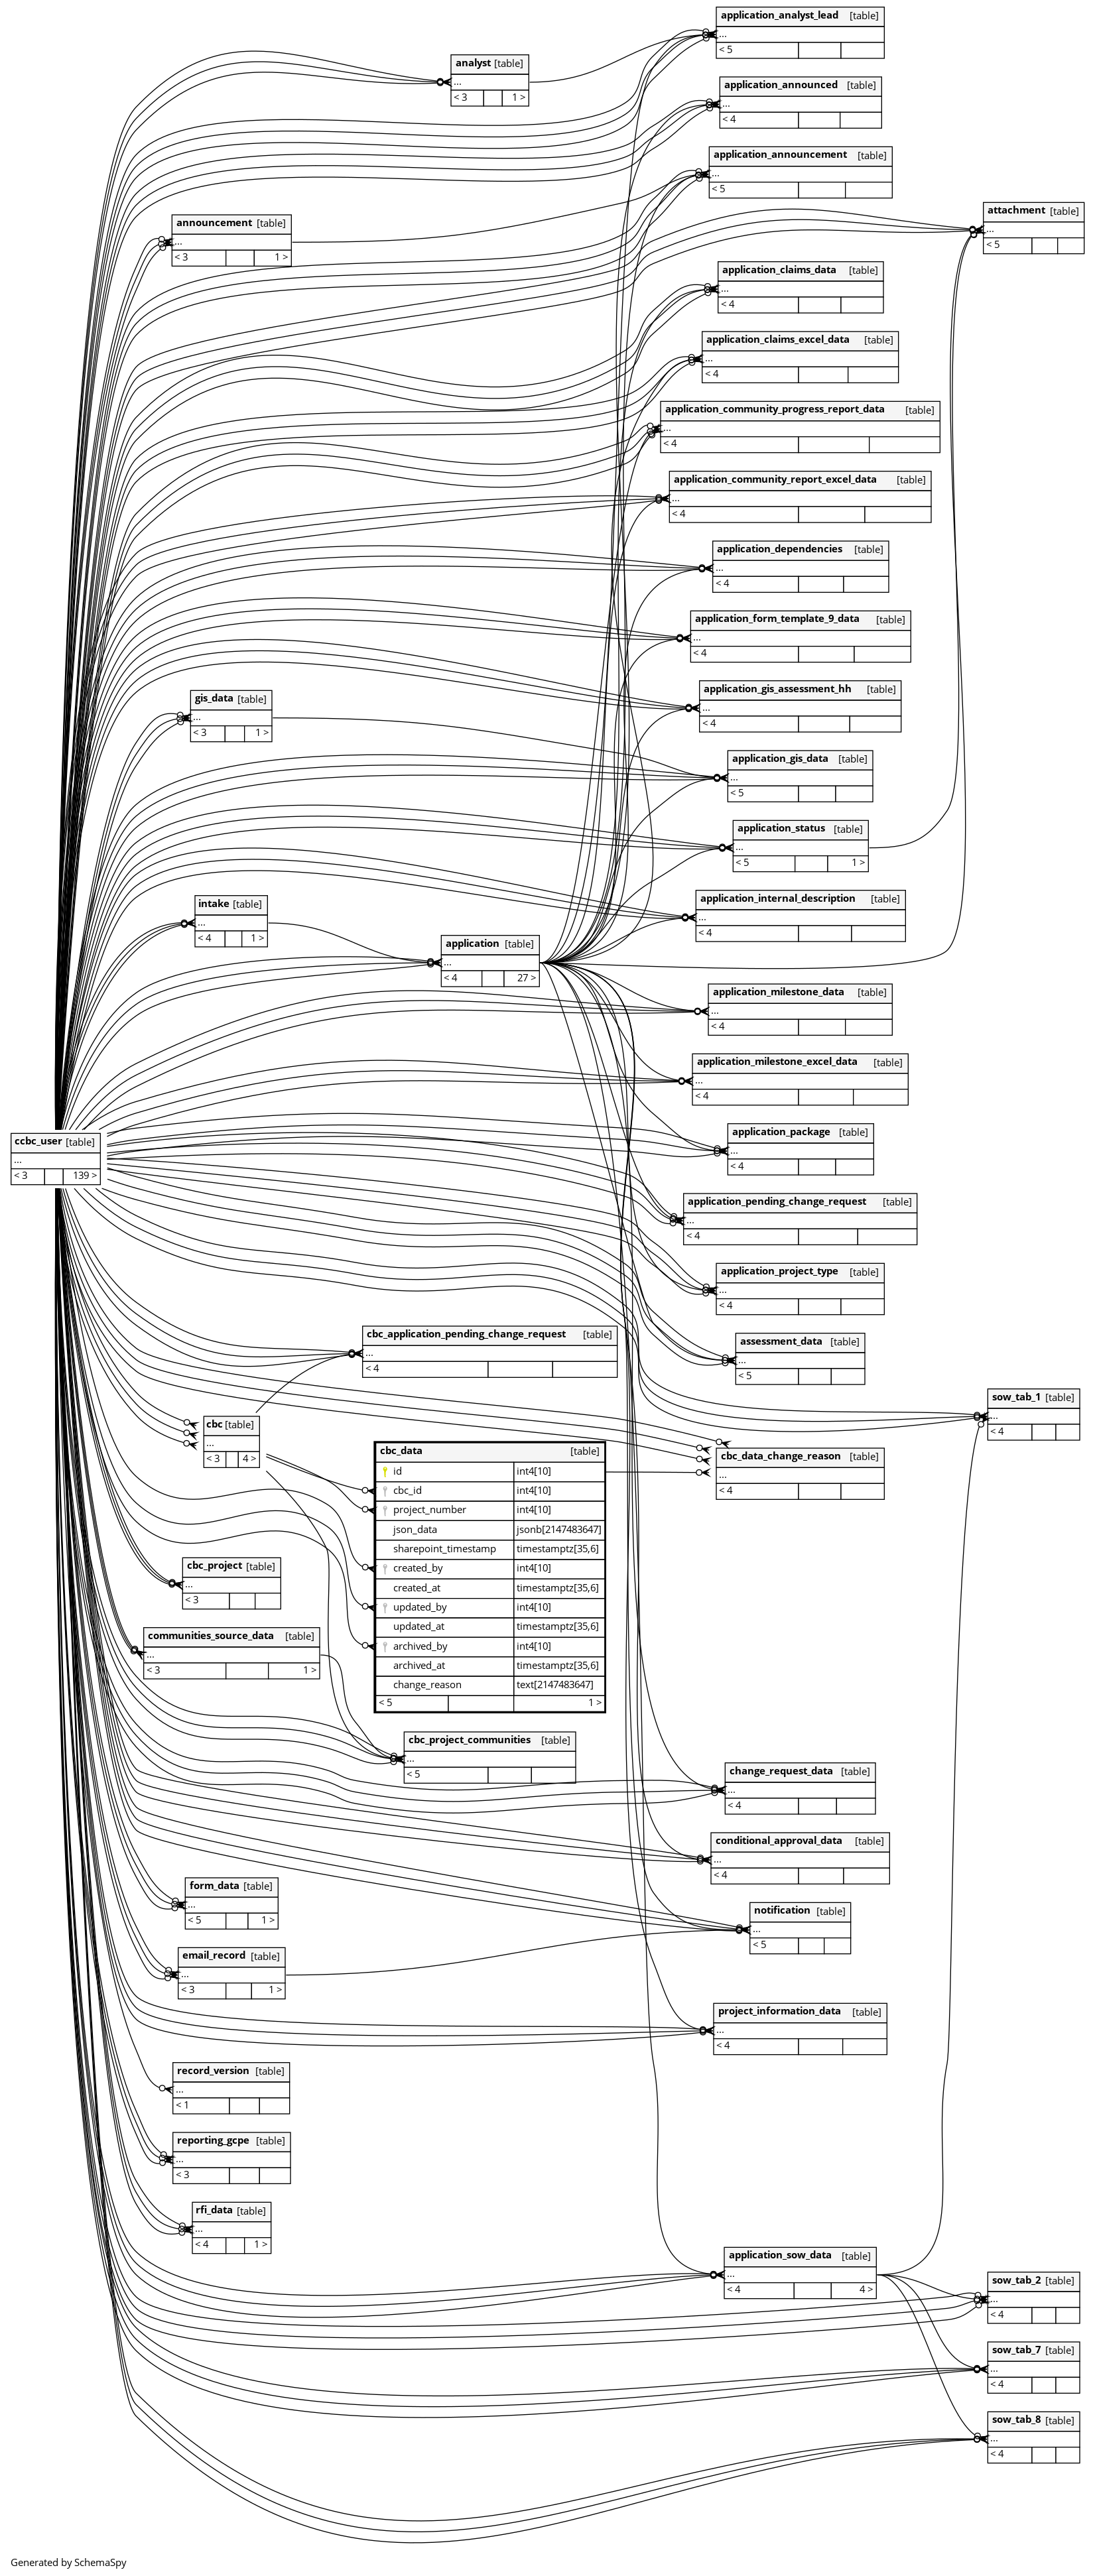 application_analyst_lead [table]
...
< 5
analyst [table]
...
< 3 1 >
application_announced [table]
...
< 4
application_announcement [table]
...
< 5
attachment [table]
...
< 5
announcement [table]
...
< 3 1 >
application_claims_data [table]
...
< 4
application_claims_excel_data [table]
...
< 4
application_community_progress_report_data [table]
...
< 4
application_community_report_excel_data [table]
...
< 4
application_dependencies [table]
...
< 4
application_form_template_9_data [table]
...
< 4
application_gis_assessment_hh [table]
...
< 4
gis_data [table]
...
< 3 1 >
application_gis_data [table]
...
< 5
application_status [table]
...
< 5 1 >
application_internal_description [table]
...
< 4
intake [table]
...
< 4 1 >
application [table]
...
< 4 27 >
application_milestone_data [table]
...
< 4
application_milestone_excel_data [table]
...
< 4
application_package [table]
...
< 4
ccbc_user [table]
...
< 3 139 >
application_pending_change_request [table]
...
< 4
application_project_type [table]
...
< 4
cbc_application_pending_change_request [table]
...
< 4
assessment_data [table]
...
< 5
sow_tab_1 [table]
...
< 4
cbc [table]
...
< 3 4 >
cbc_data [table]
id int4[10]
cbc_id int4[10]
project_number int4[10]
json_data jsonb[2147483647]
sharepoint_timestamp timestamptz[35,6]
created_by int4[10]
created_at timestamptz[35,6]
updated_by int4[10]
updated_at timestamptz[35,6]
archived_by int4[10]
archived_at timestamptz[35,6]
change_reason text[2147483647]
< 5 1 >
cbc_data_change_reason [table]
...
< 4
cbc_project [table]
...
< 3
communities_source_data [table]
...
< 3 1 >
cbc_project_communities [table]
...
< 5
change_request_data [table]
...
< 4
conditional_approval_data [table]
...
< 4
form_data [table]
...
< 5 1 >
notification [table]
...
< 5
email_record [table]
...
< 3 1 >
project_information_data [table]
...
< 4
record_version [table]
...
< 1
reporting_gcpe [table]
...
< 3
rfi_data [table]
...
< 4 1 >
application_sow_data [table]
...
< 4 4 >
sow_tab_2 [table]
...
< 4
sow_tab_7 [table]
...
< 4
sow_tab_8 [table]
...
< 4
Generated by SchemaSpy